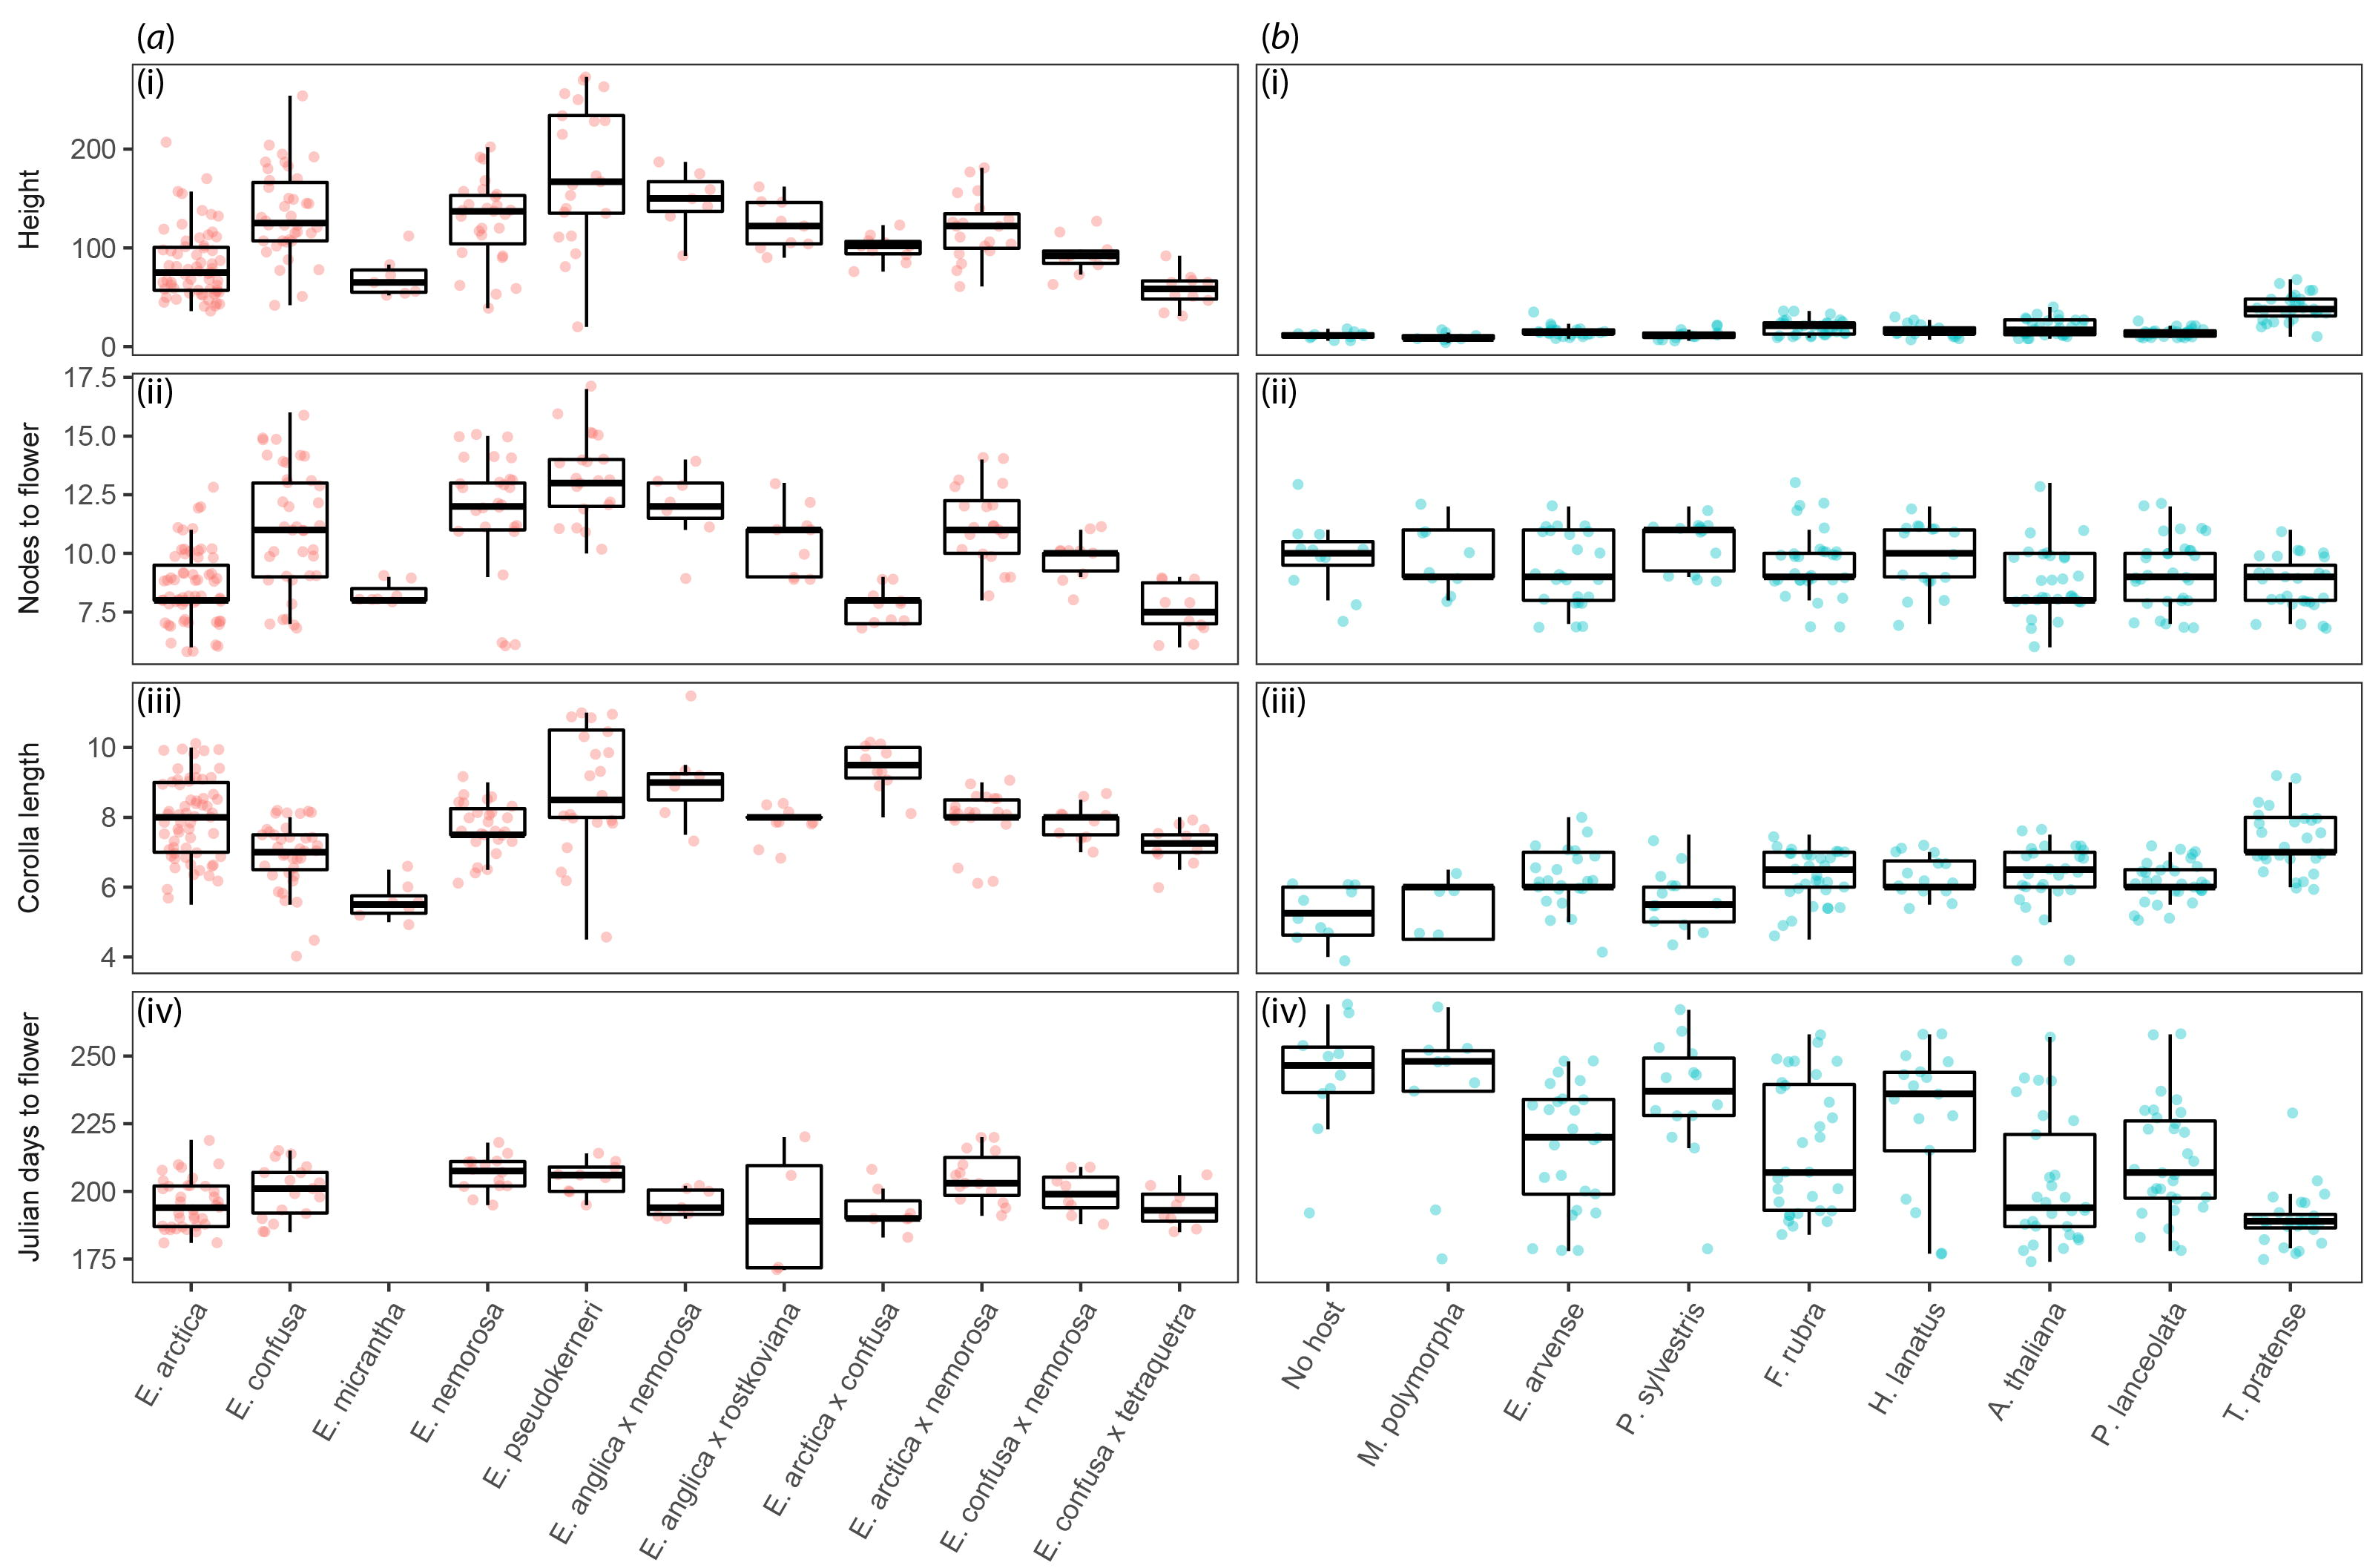 (a)
(b)
(i)
(i)
Height
200
100
0
(ii)
(ii)
Nodes to flower
17.5
15.0
12.5
10.0
7.5
(iii)
(iii)
Corolla length
10
8
6
4
(iv)
(iv)
Julian days to flower
250
225
200
175
E. arctica
E. confusa
E. micrantha
E. nemorosa
E. pseudokerneri
E. anglica x nemorosa
E. anglica x rostkoviana
E. arctica x confusa
E. arctica x nemorosa
E. confusa x nemorosa
E. confusa x tetraquetra
No host
M. polymorpha
E. arvense
P. sylvestris
F. rubra
H. lanatus
A. thaliana
P. lanceolata
T. pratense